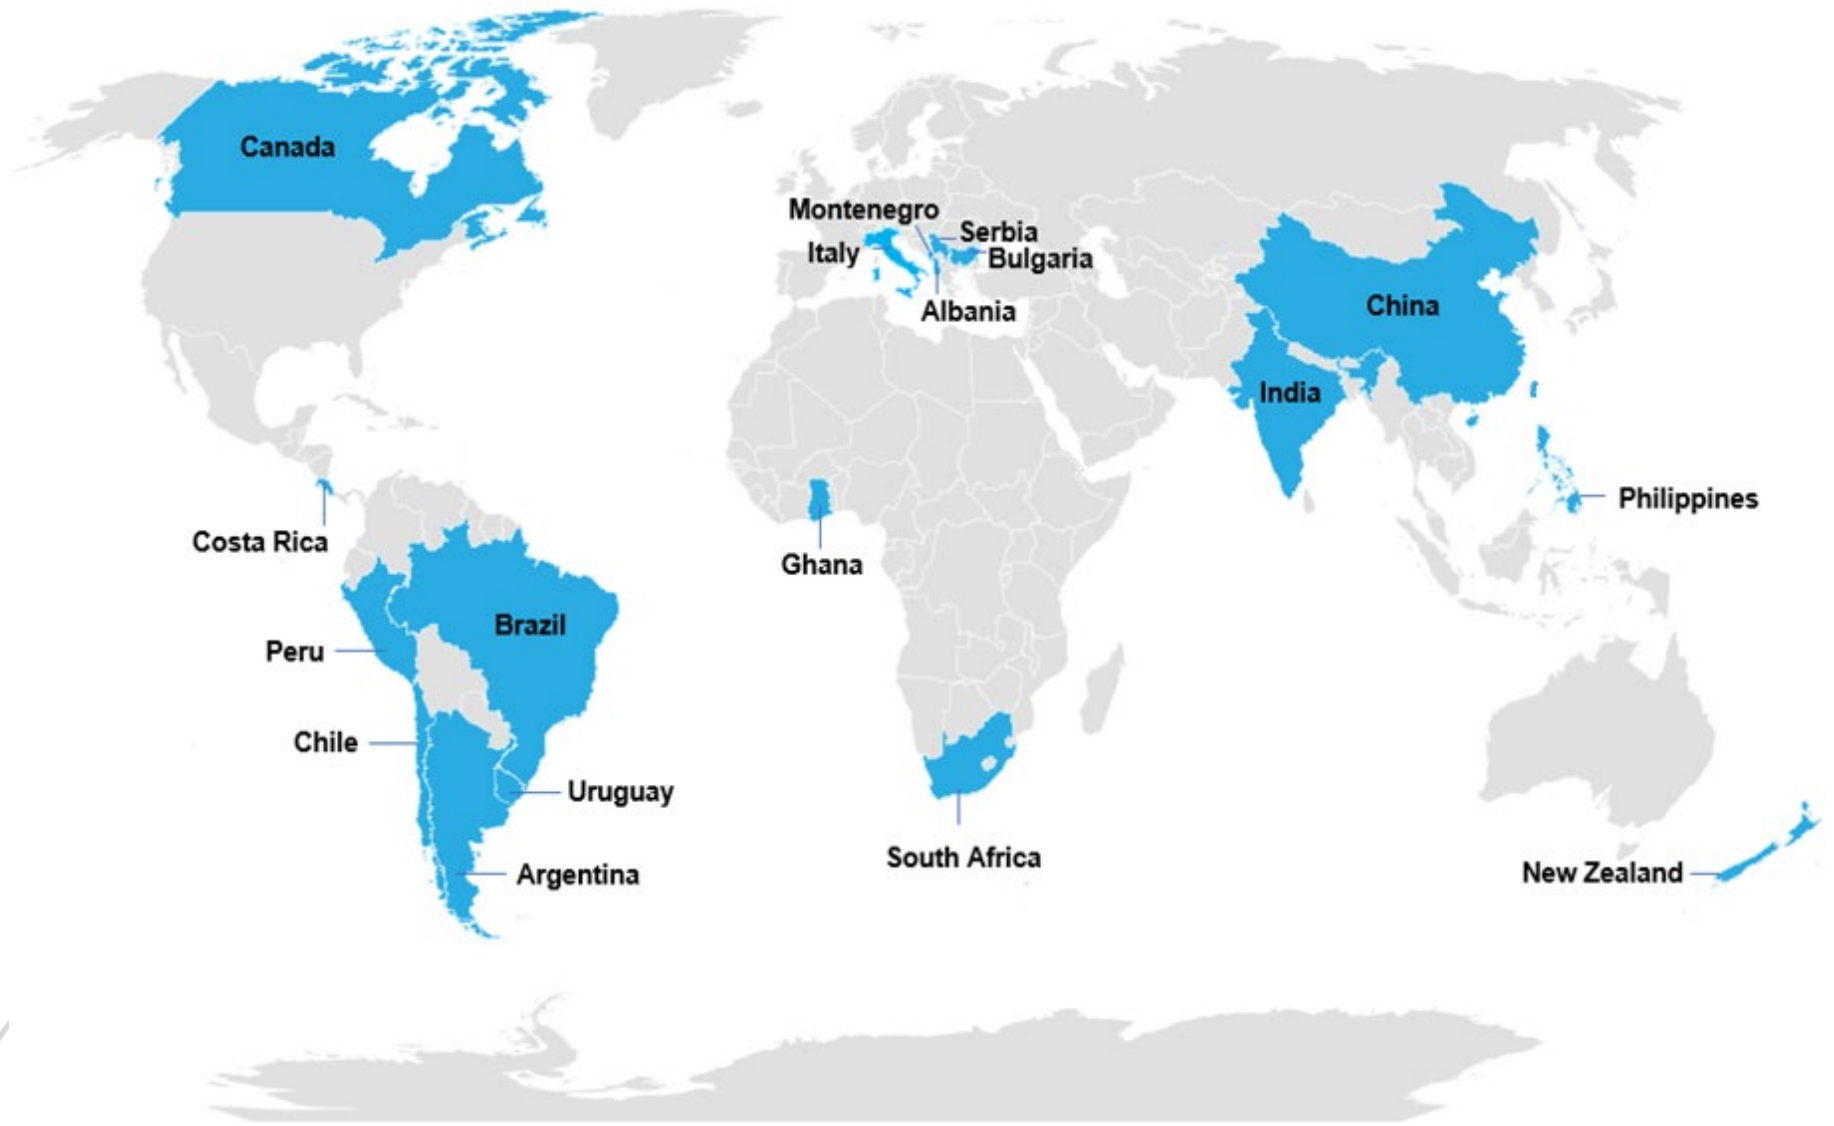 Canada
Montenegro
Serbia
Italy
Bulgaria
Albania
China
India
Philippines
Costa Rica
Ghana
Brazil
Peru
Chile
Uruguay
South Africa
Argentina
New Zealand